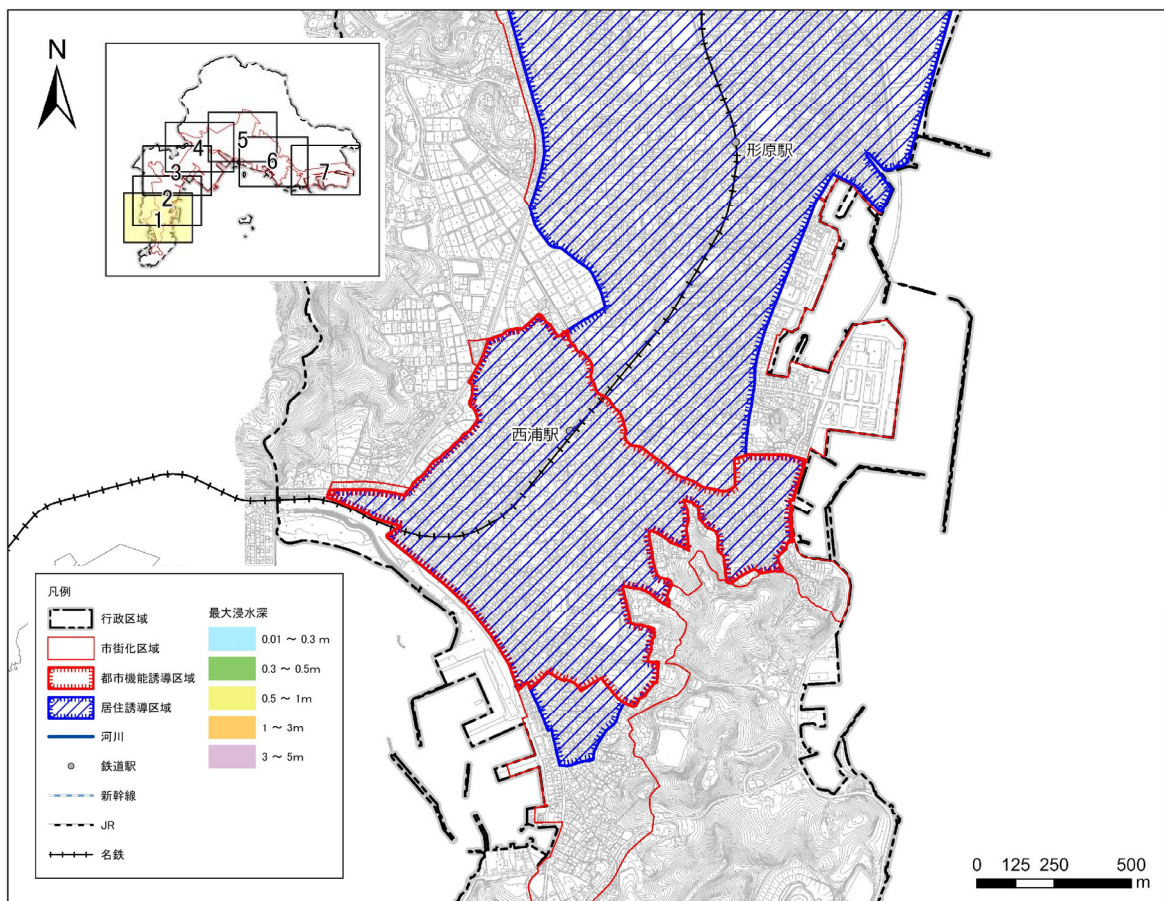 N
5
4
6
7
3
2
1
形原駅
西浦駅
凡例
行政区域
市街化区域
都市機能誘導区域
居住誘導区域
河川
鉄道駅
新幹線
JR
名鉄
最大浸水深
0.01 ～ 0.3 m
0.3 ～ 0.5m
0.5 ～ 1m
1 ～ 3m
3 ～ 5m
0 125 250 500
m